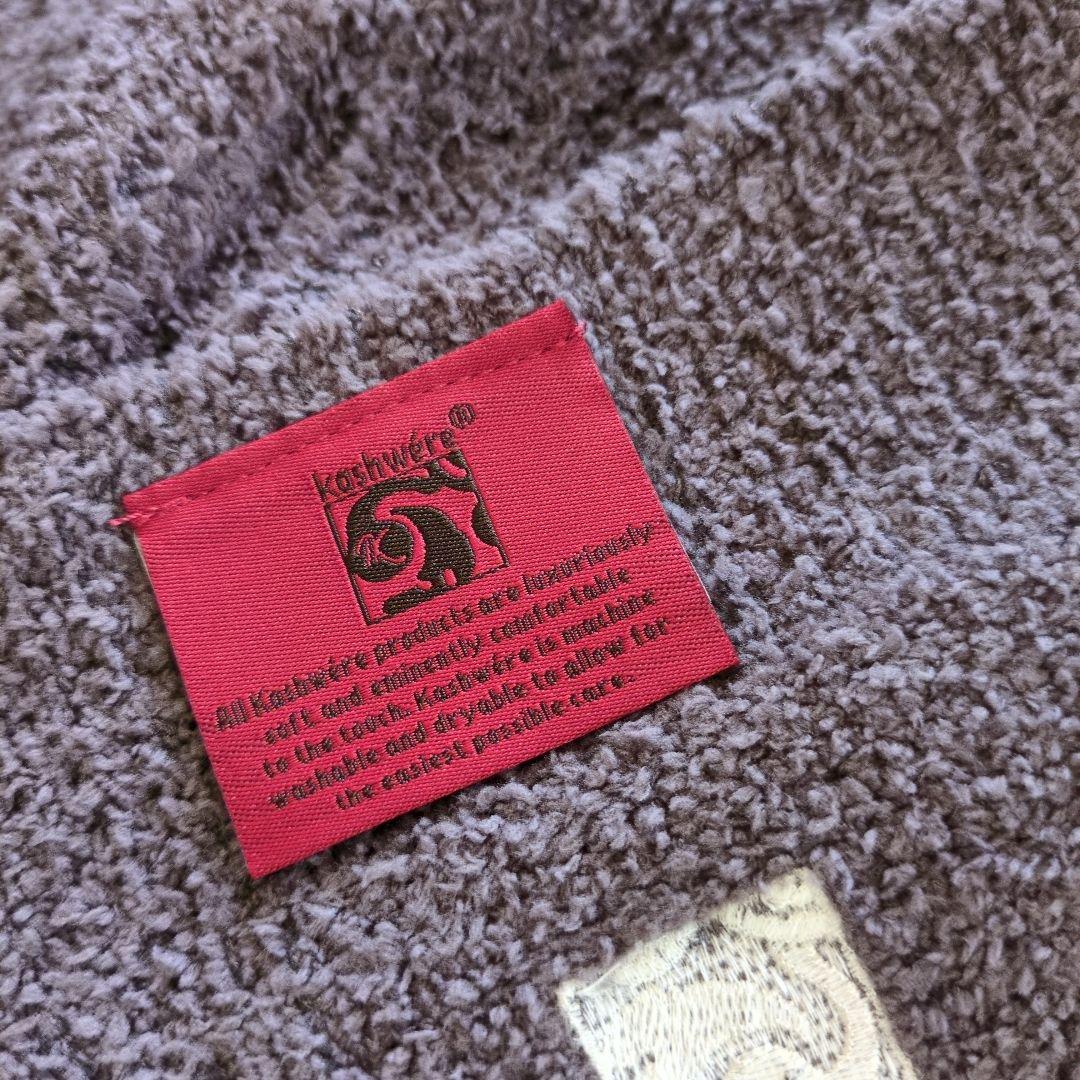 kashwére®
All Kashwére products are luxuriously
soft and eminently comfortable
to the touch. Kashwére is machine
washable and dryable to allow for
the easiest possible care.